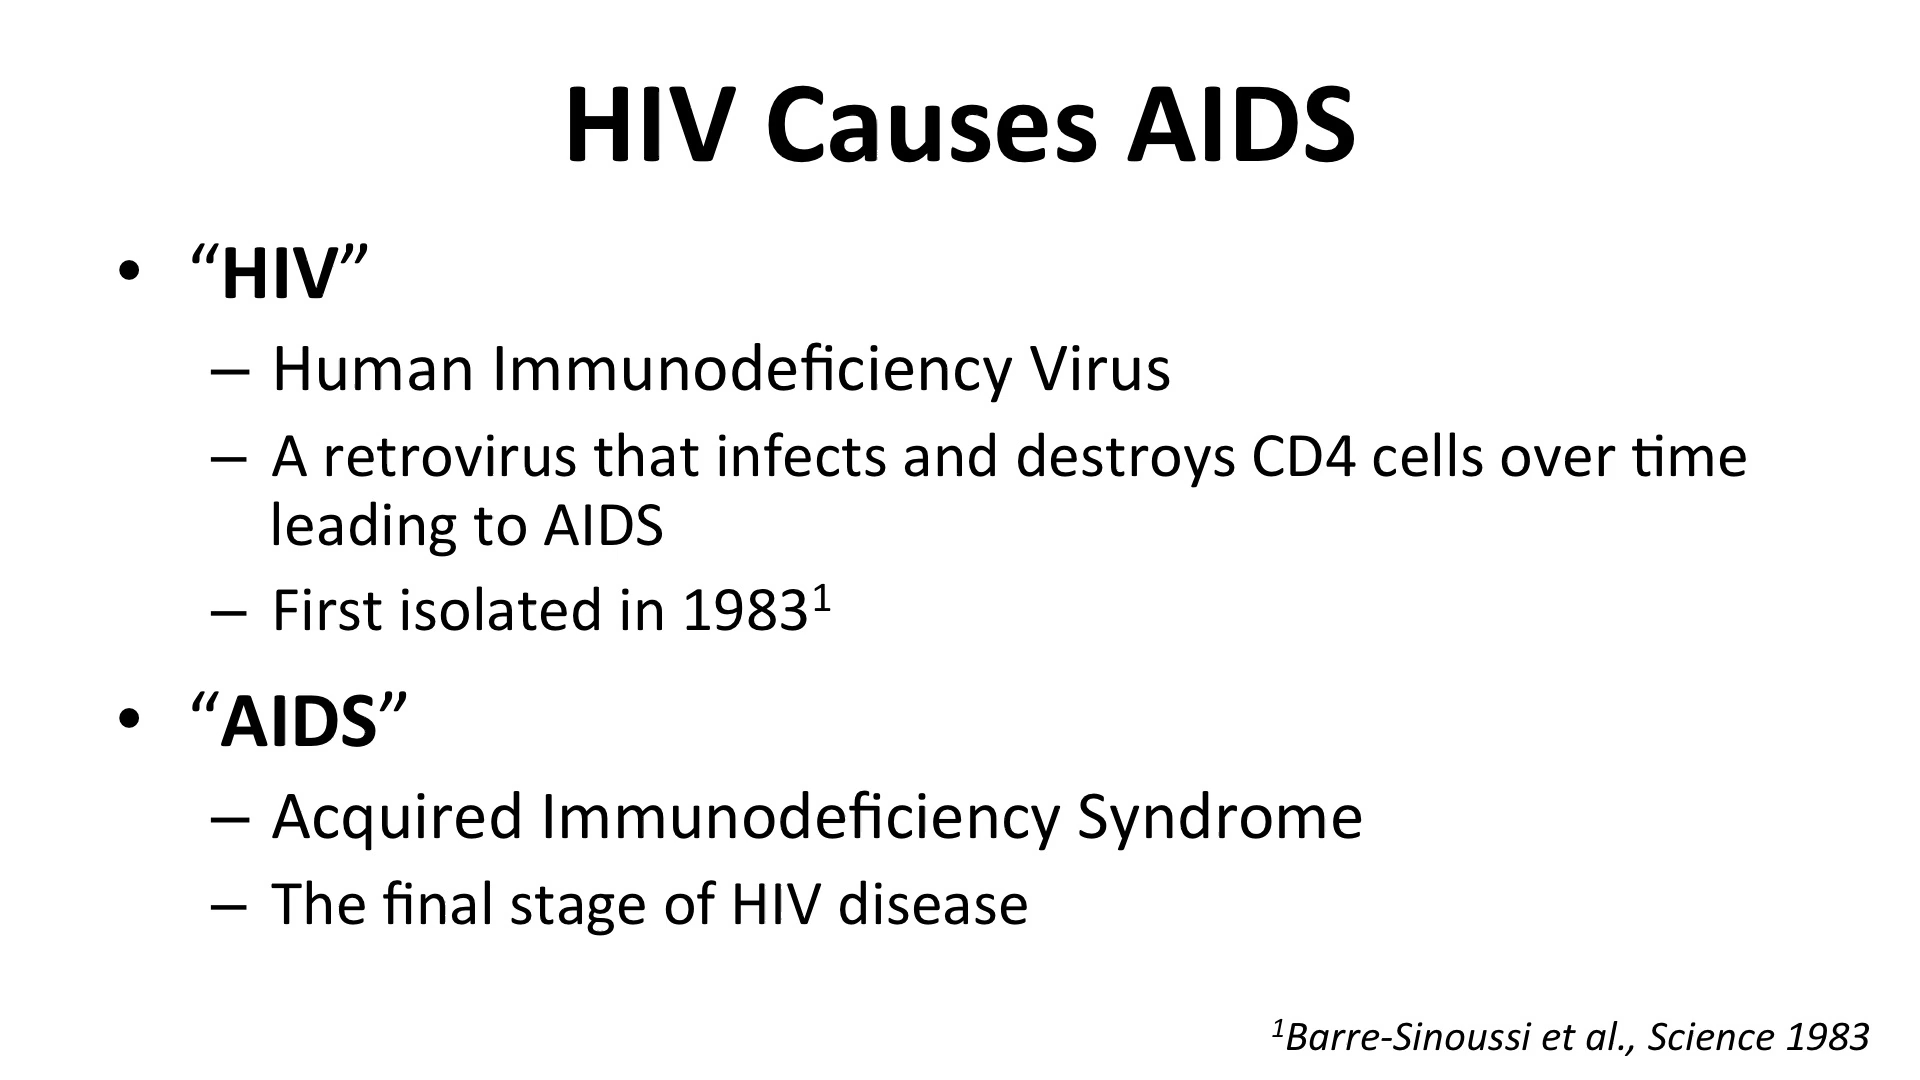 HIV Causes AIDS
• “HIV”
– Human Immunodeficiency Virus
– A retrovirus that infects and destroys CD4 cells over time
leading to AIDS
– First isolated in 1983¹
• “AIDS”
– Acquired Immunodeficiency Syndrome
– The final stage of HIV disease
¹Barre-Sinoussi et al., Science 1983